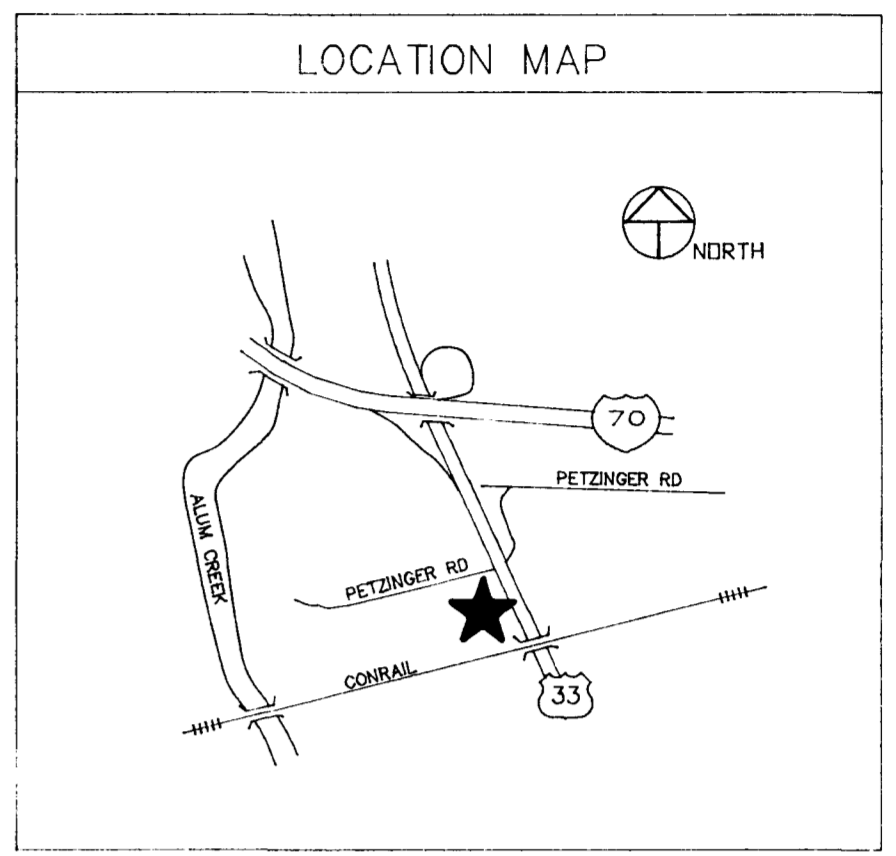 LOCATION MAP
NORTH
70
PETZINGER RD
ALUM CREEK
PETZINGER RD
CONRAIL
33